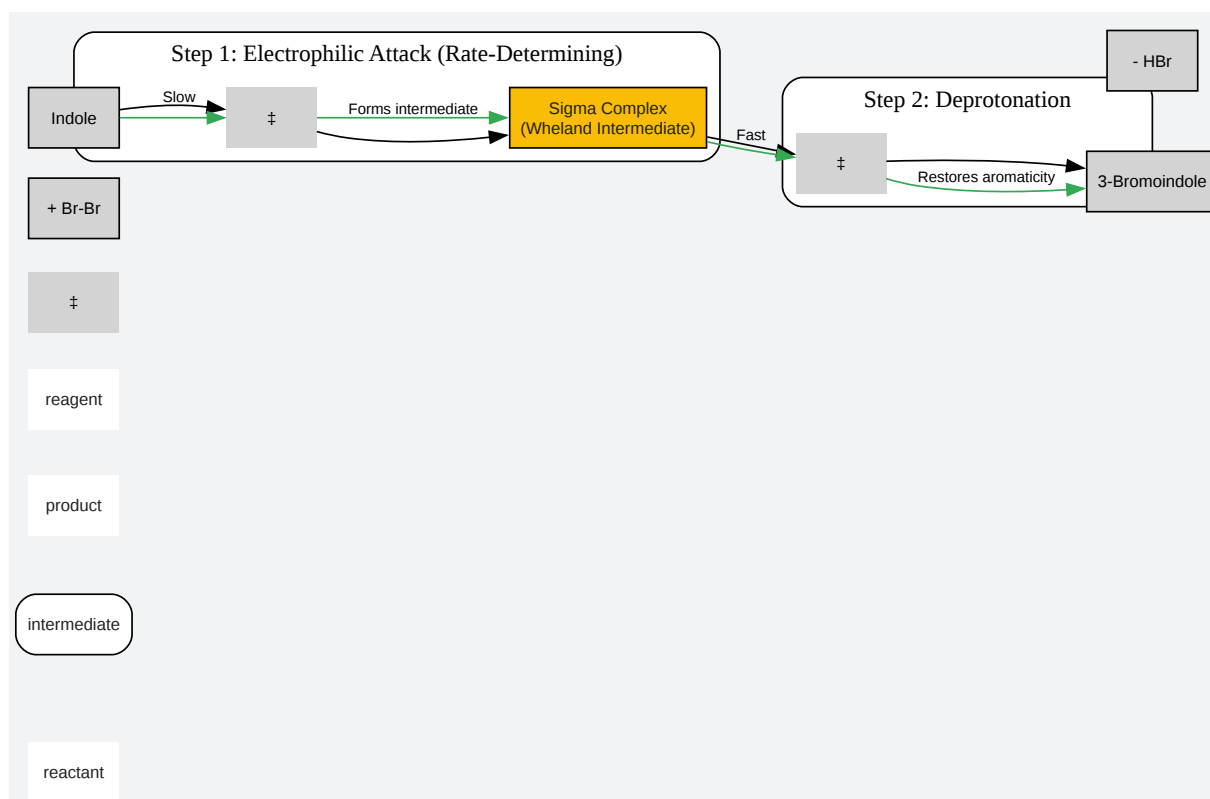 Step 1: Electrophilic Attack (Rate-Determining)
- HBr
Step 2: Deprotonation
Indole
Slow
‡
Forms intermediate
Sigma Complex
(Wheland Intermediate)
Fast
‡
Restores aromaticity
3-Bromoindole
+ Br-Br
‡
reagent
product
intermediate
reactant